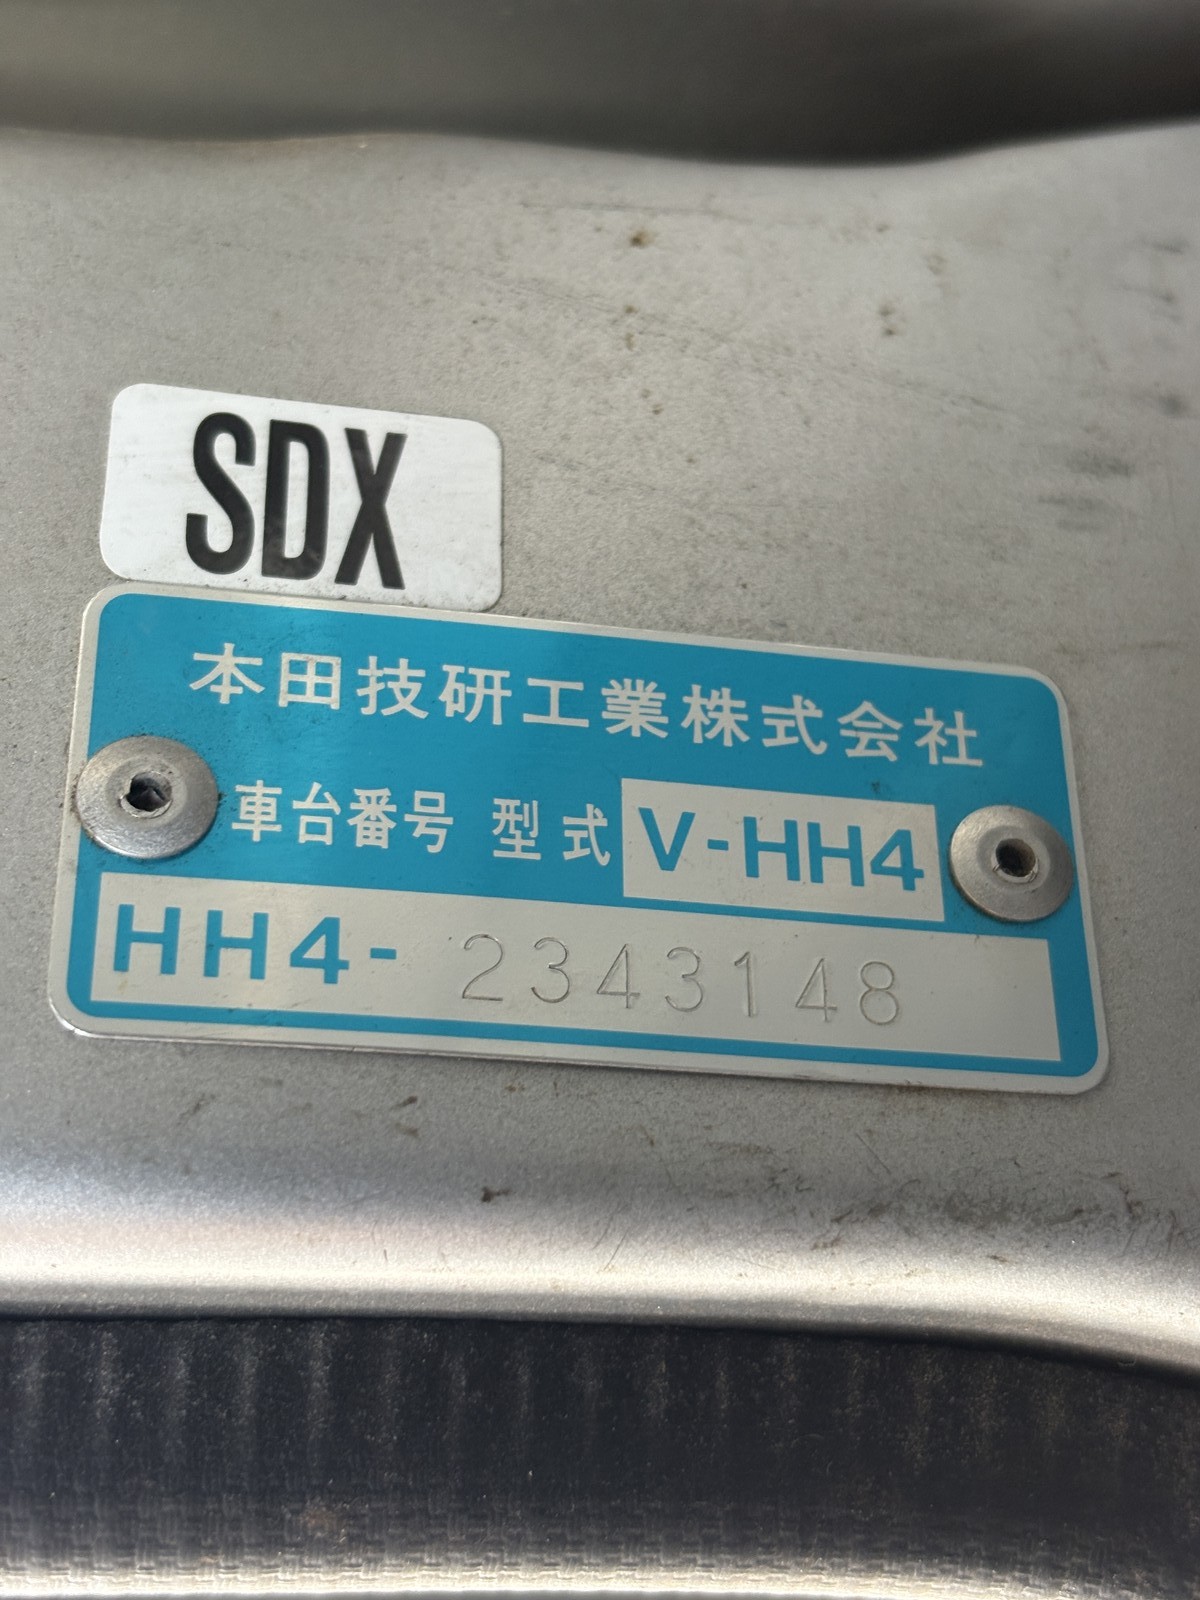 SDX
本田技研工業株式会社
車台番号 型式 V-HH4
HH4- 2343148